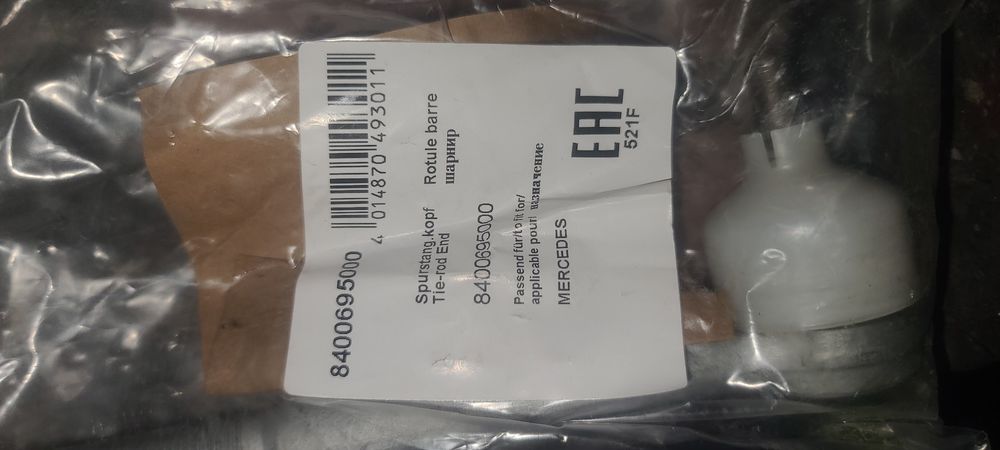 8400695000
4 014870 493011
Spurstang.kopf Rotule barre
Tie-rod End шарнир
8400695000
Passend für/to fit for/
applicable pour/ вазначение
MERCEDES
EAC
521F